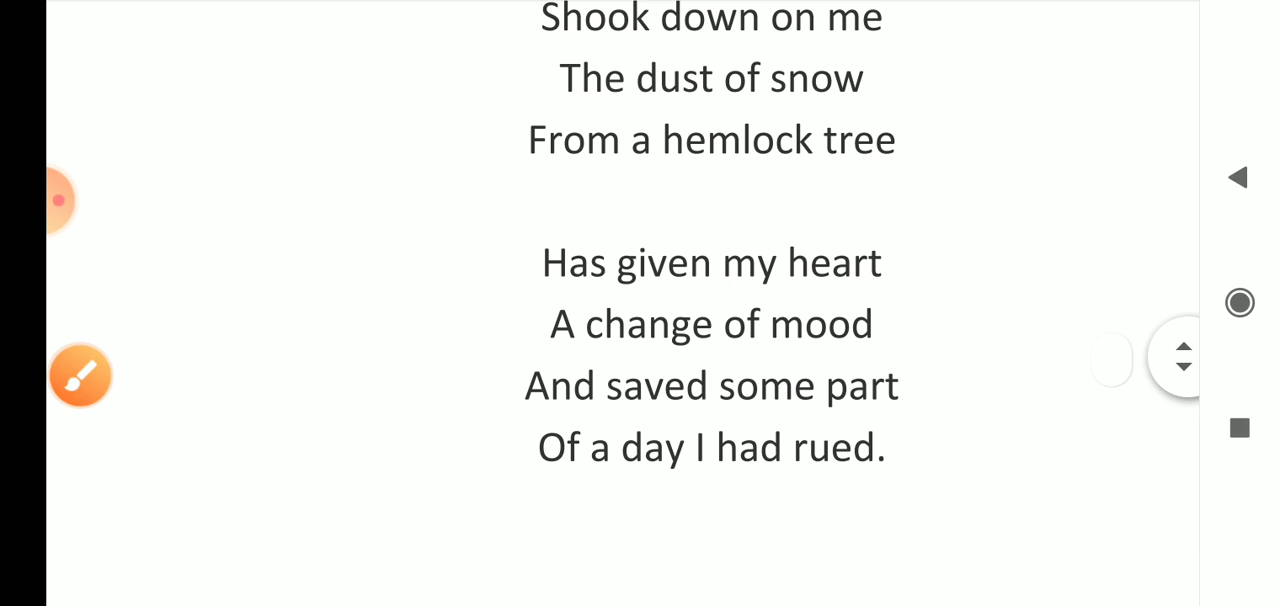 Shook down on me
The dust of snow
From a hemlock tree
Has given my heart
A change of mood
And saved some part
Of a day I had rued.